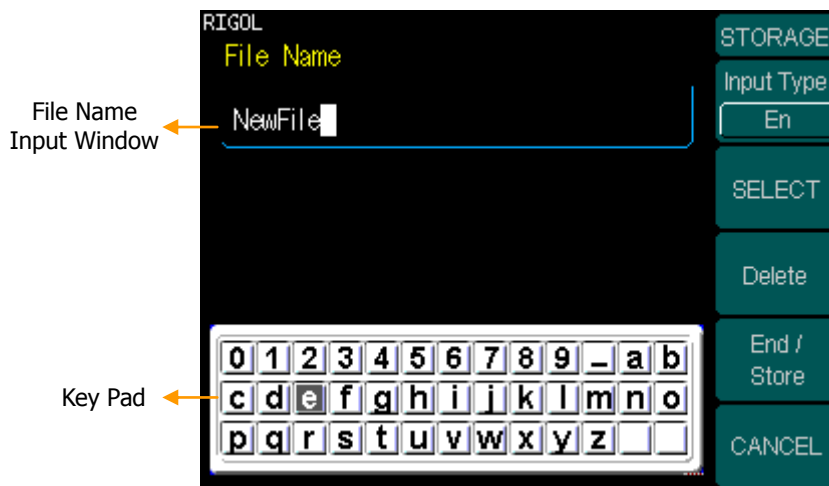 RIGOL
File Name
NewFile
File Name
Input Window
Key Pad
0 1 2 3 4 5 6 7 8 9 _ a b
c d e f g h i j k l m n o
p q r s t u v w x y z
STORAGE
Input Type
En
SELECT
Delete
End /
Store
CANCEL